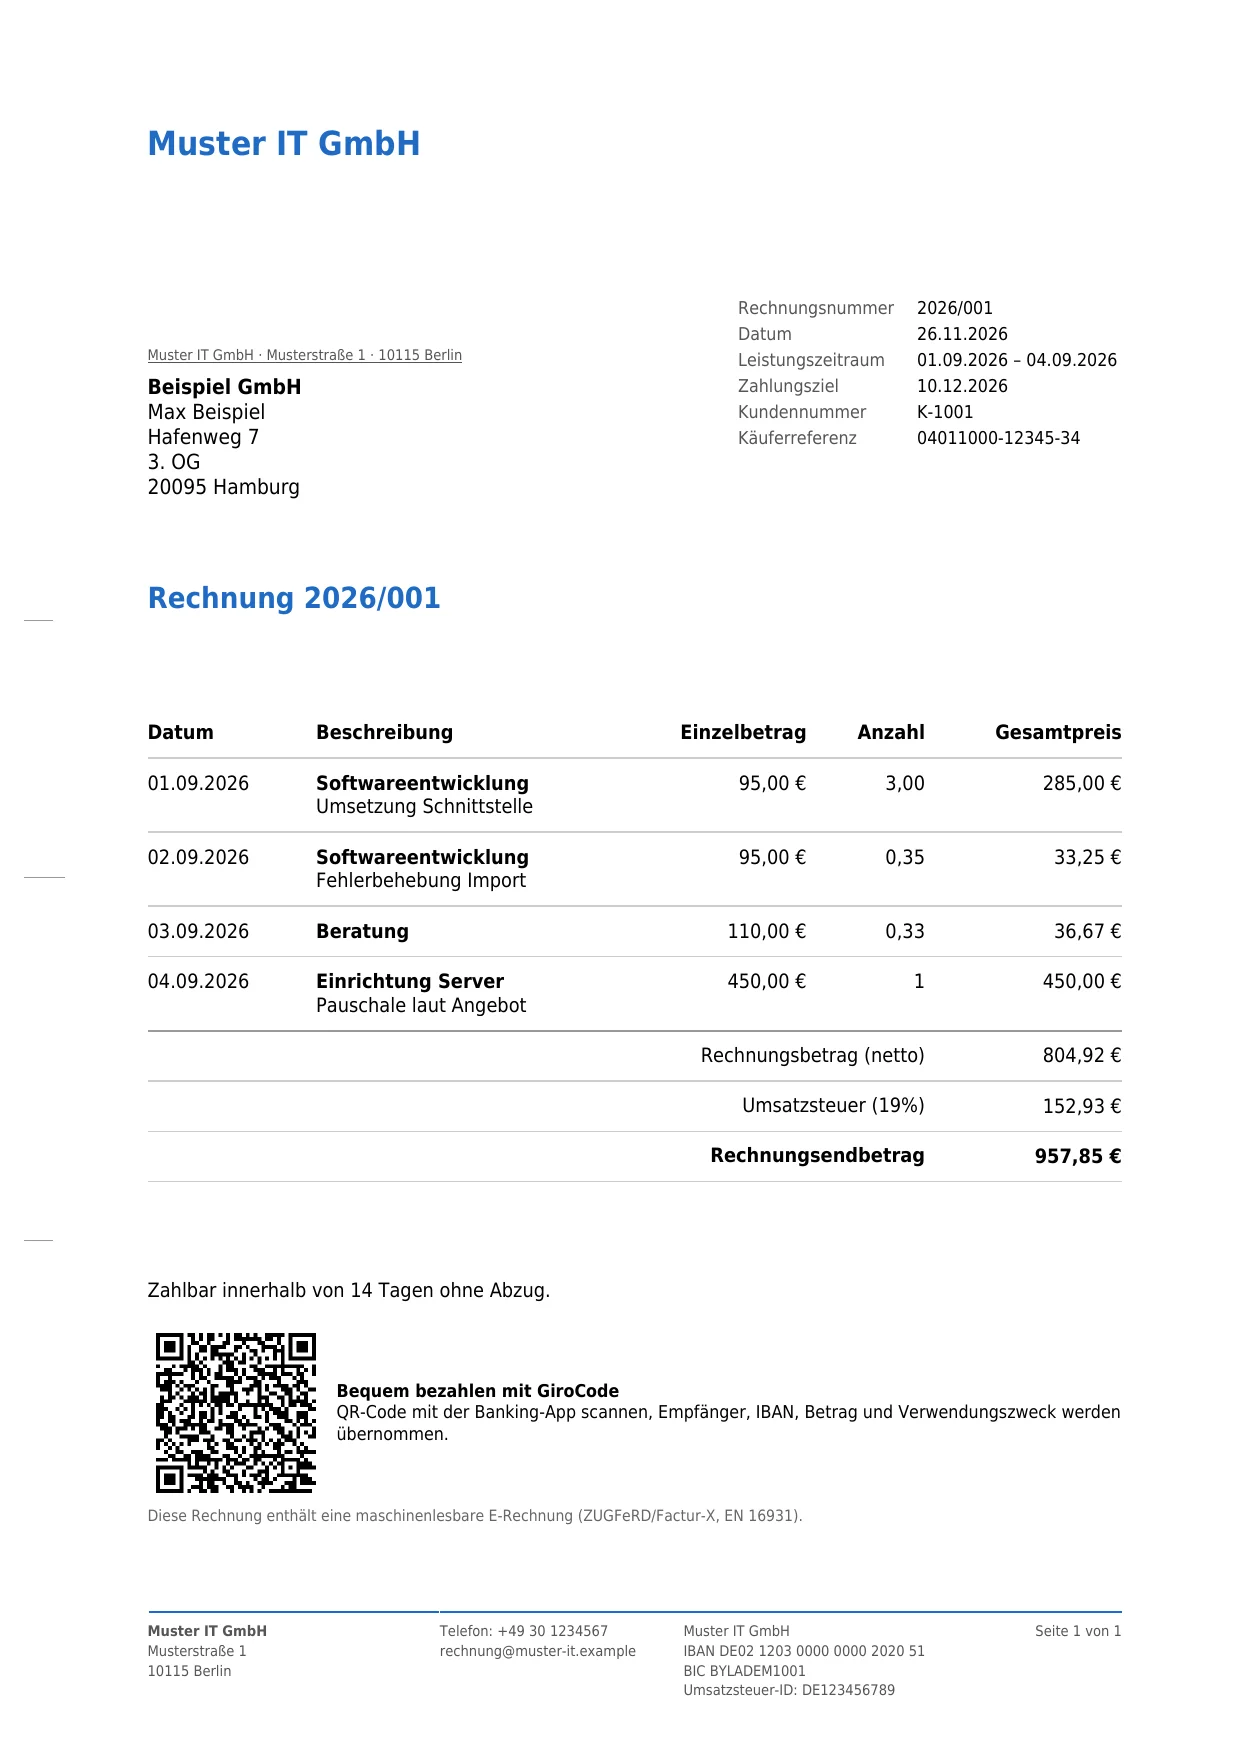 Muster IT GmbH
Rechnungsnummer 2026/001
Datum 26.11.2026
Leistungszeitraum 01.09.2026 – 04.09.2026
Zahlungsziel 10.12.2026
Kundennummer K-1001
Käuferreferenz 04011000-12345-34
Muster IT GmbH · Musterstraße 1 · 10115 Berlin
Beispiel GmbH
Max Beispiel
Hafenweg 7
3. OG
20095 Hamburg
Rechnung 2026/001
Datum Beschreibung Einzelbetrag Anzahl Gesamtpreis
01.09.2026 Softwareentwicklung 95,00 € 3,00 285,00 €
Umsetzung Schnittstelle
02.09.2026 Softwareentwicklung 95,00 € 0,35 33,25 €
Fehlerbehebung Import
03.09.2026 Beratung 110,00 € 0,33 36,67 €
04.09.2026 Einrichtung Server 450,00 € 1 450,00 €
Pauschale laut Angebot
Rechnungsbetrag (netto) 804,92 €
Umsatzsteuer (19%) 152,93 €
Rechnungsendbetrag 957,85 €
Zahlbar innerhalb von 14 Tagen ohne Abzug.
Bequem bezahlen mit GiroCode
QR-Code mit der Banking-App scannen, Empfänger, IBAN, Betrag und Verwendungszweck werden
übernommen.
Diese Rechnung enthält eine maschinenlesbare E-Rechnung (ZUGFeRD/Factur-X, EN 16931).
Muster IT GmbH
Musterstraße 1
10115 Berlin
Telefon: +49 30 1234567
rechnung@muster-it.example
Muster IT GmbH
IBAN DE02 1203 0000 0000 2020 51
BIC BYLADEM1001
Umsatzsteuer-ID: DE123456789
Seite 1 von 1